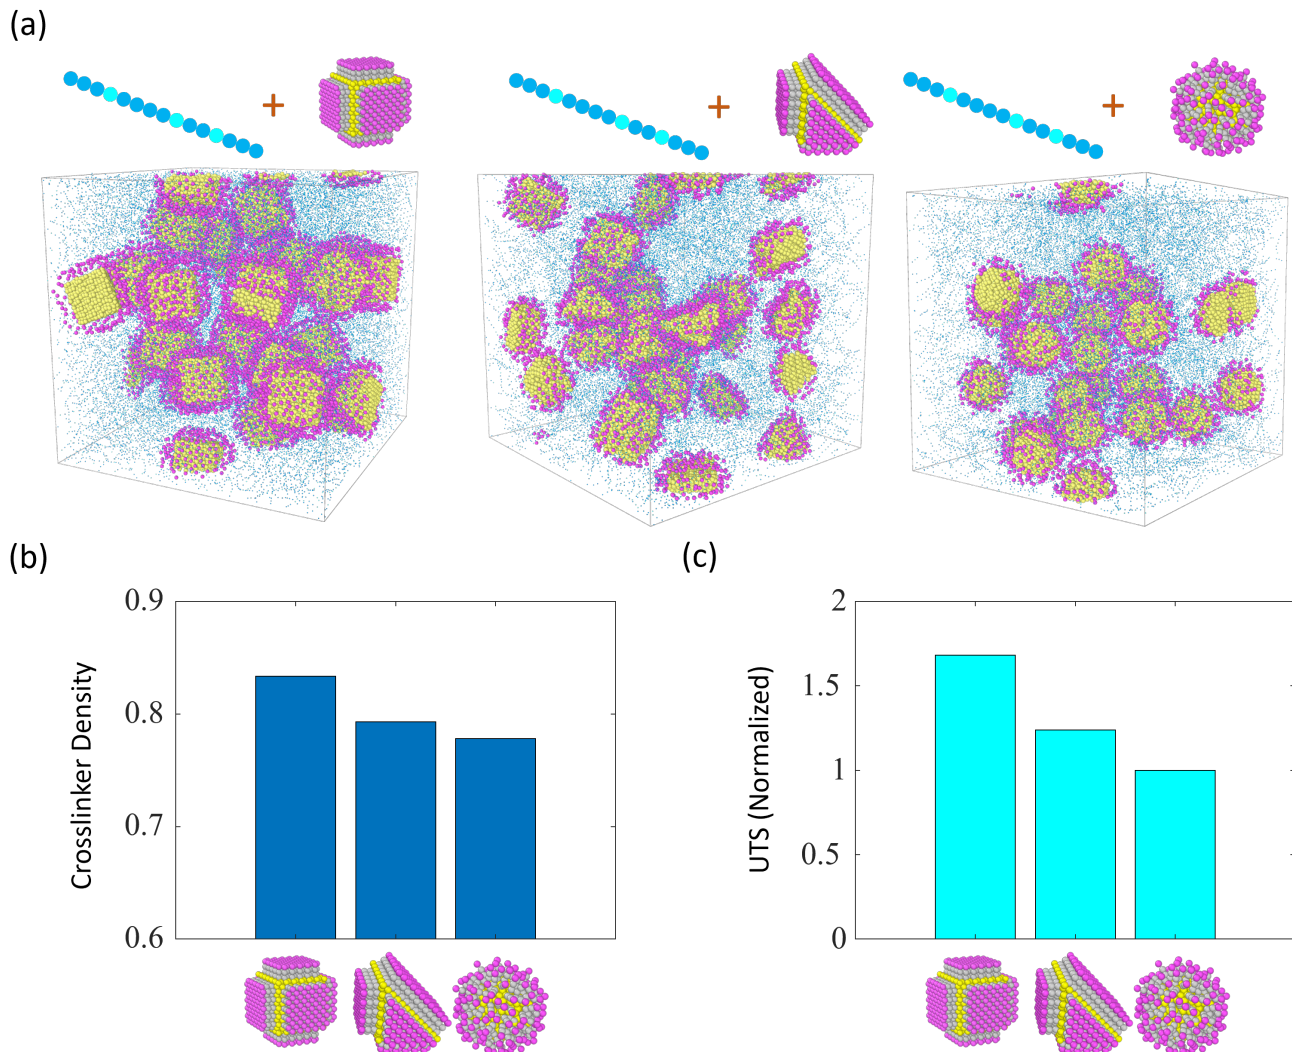 (a)
+ + +
(b)
(c)
0.9
0.8
0.7
0.6
Crosslinker Density
2
1.5
1
0.5
0
UTS (Normalized)